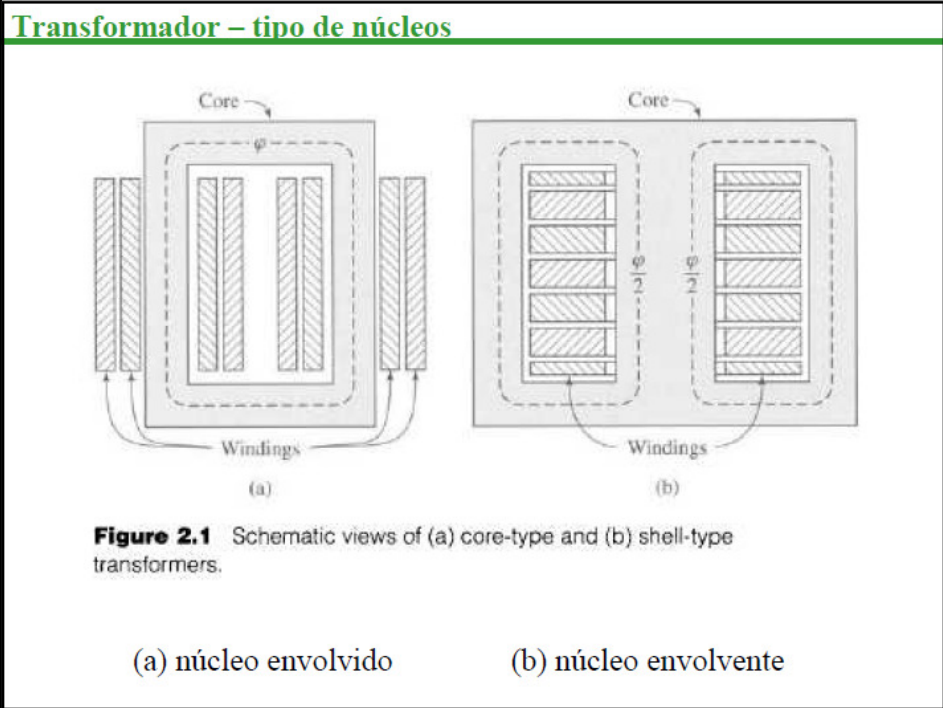 Transformador – tipo de núcleos
Core
φ
Windings
(a)
Core
φ
2
φ
2
Windings
(b)
Figure 2.1 Schematic views of (a) core-type and (b) shell-type
transformers.
(a) núcleo envolvido
(b) núcleo envolvente